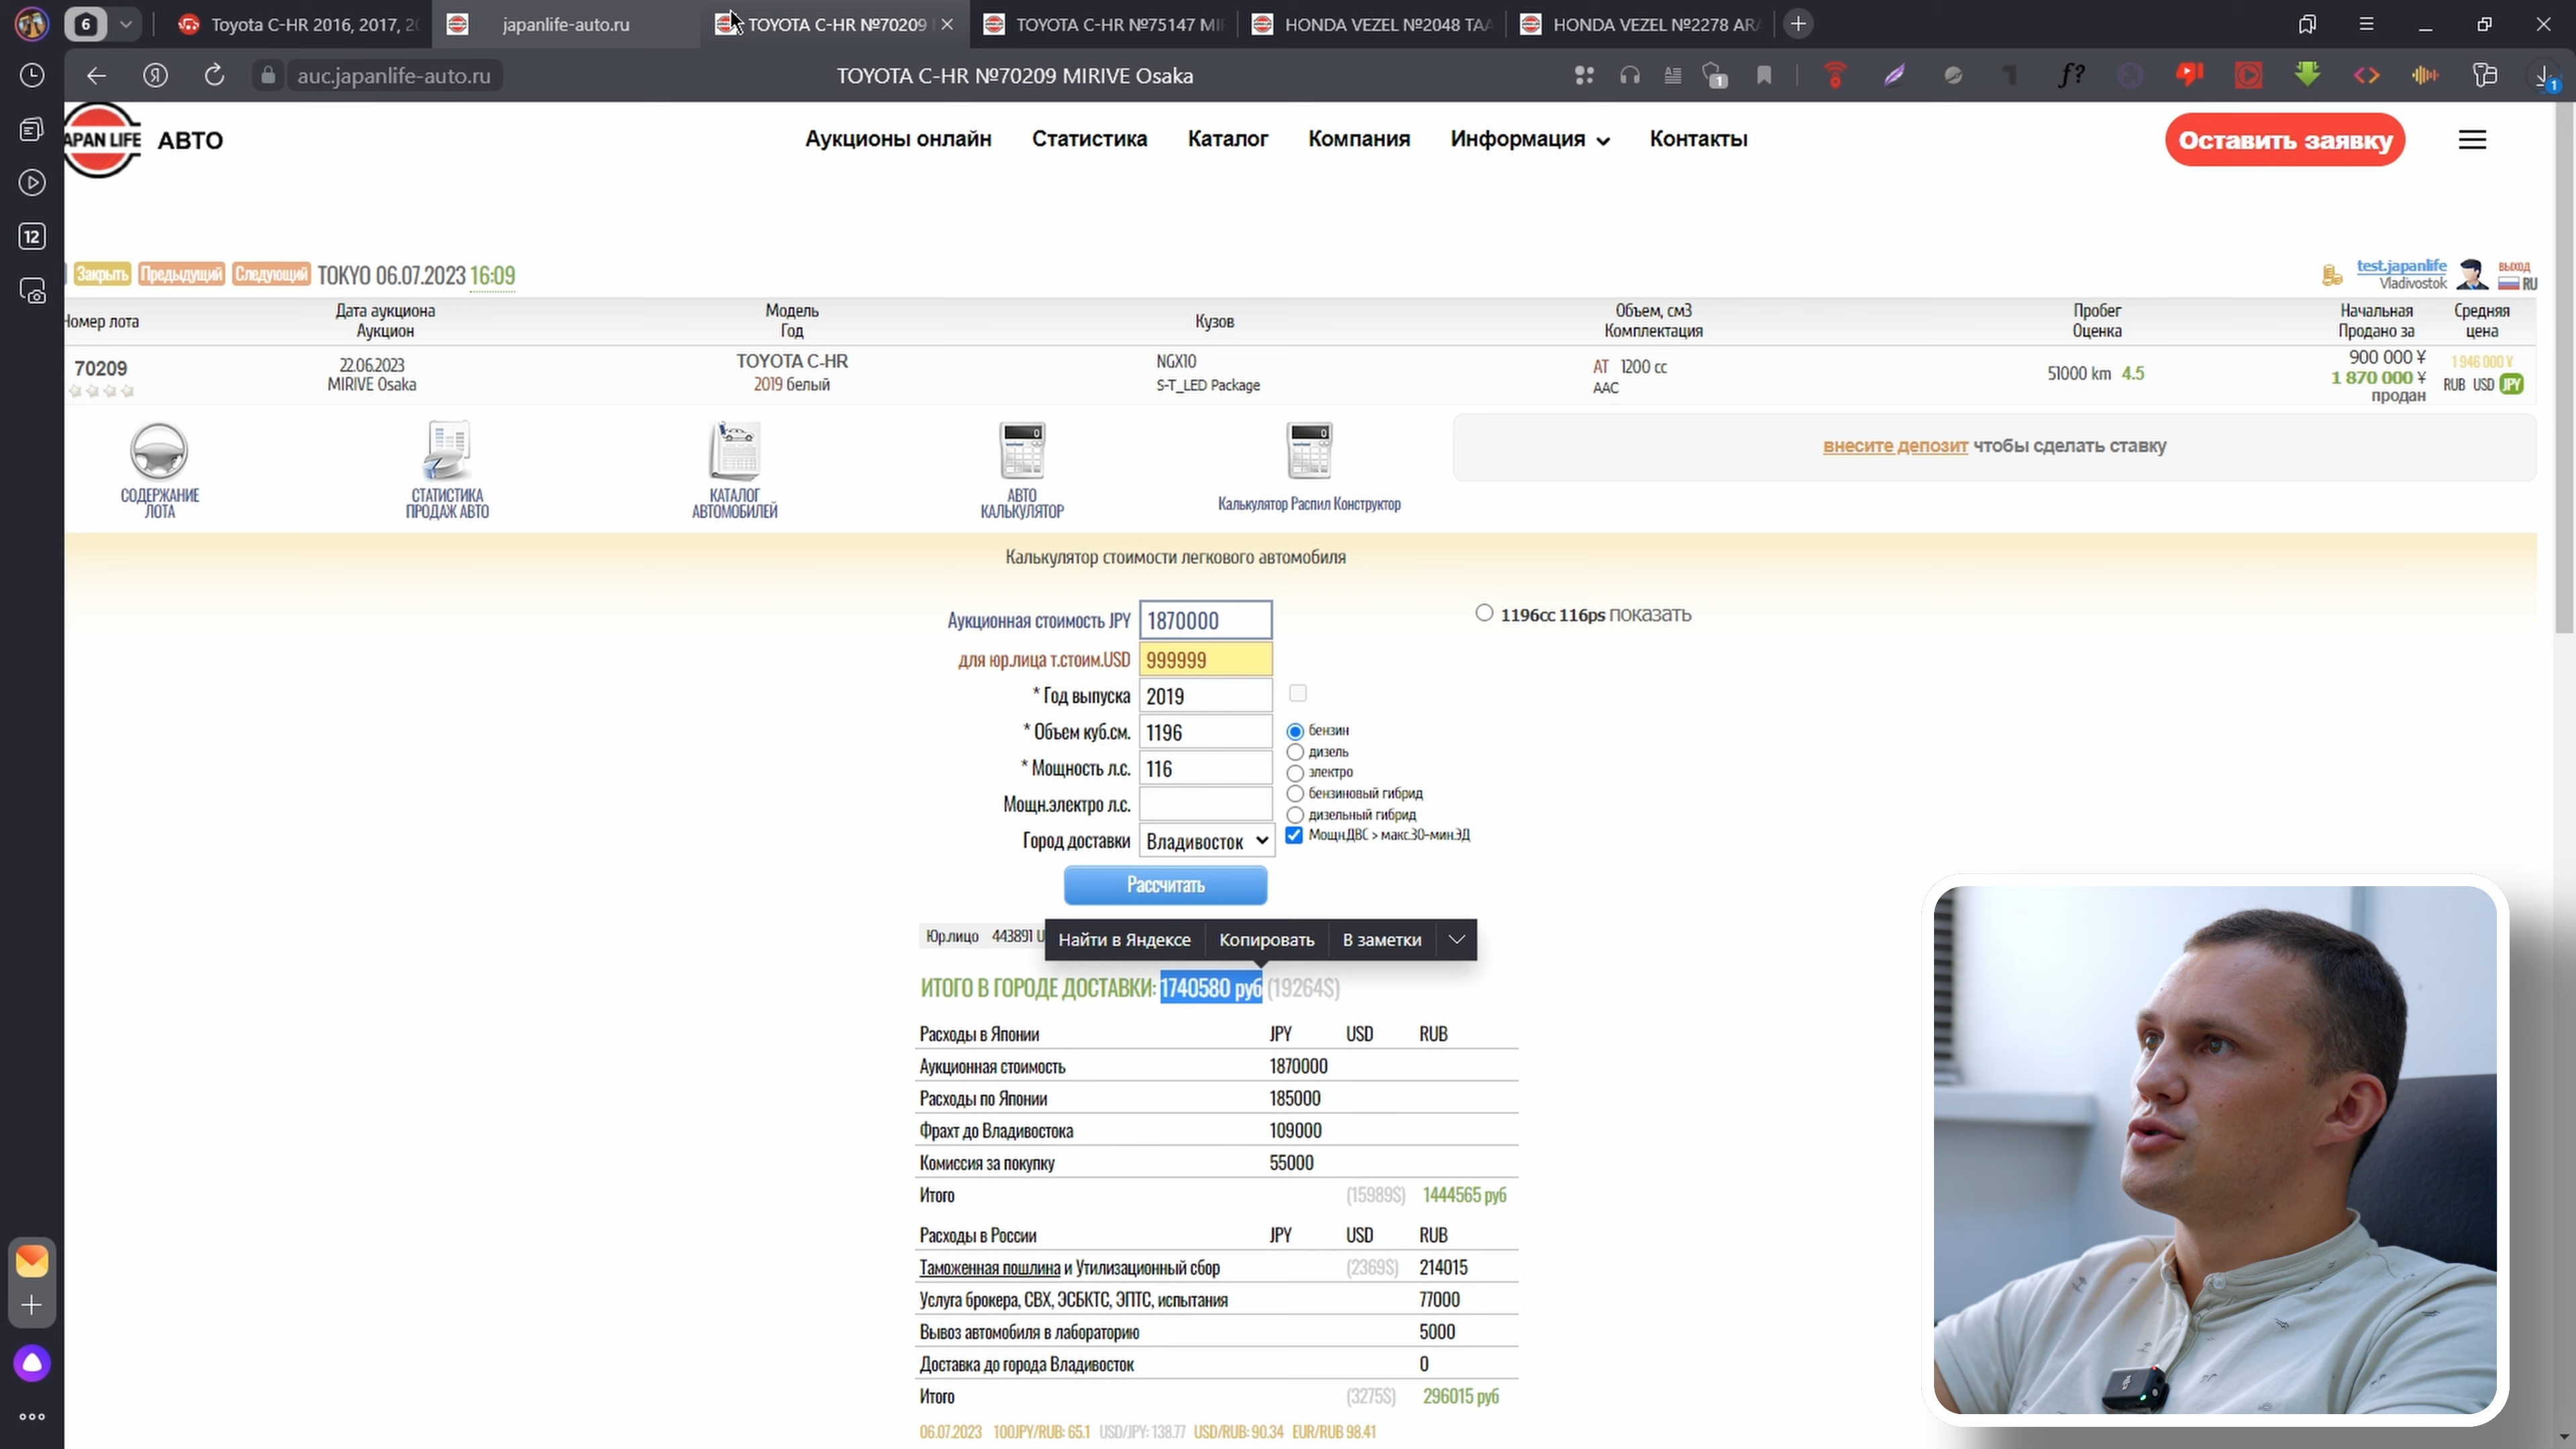 6
Toyota C-HR 2016, 2017, 2
japanlife-auto.ru
TOYOTA C-HR №70209
TOYOTA C-HR №75147 MI
HONDA VEZEL №2048 TAA
HONDA VEZEL №2278 AR
auc.japanlife-auto.ru
TOYOTA C-HR №70209 MIRIVE Osaka
1
f?
1
12
APAN LIFE
АВТО
Аукционы онлайн
Статистика
Каталог
Компания
Информация
Контакты
Оставить заявку
Закрыть
Предыдущий
Следующий
TOKYO 06.07.2023 16:09
test.japanlife
Vladivostok
ВЫХОД
RU
Номер лота
Дата аукциона
Аукцион
Модель
Год
Кузов
Объем, см3
Комплектация
Пробег
Оценка
Начальная
Продано за
Средняя
цена
70209
22.06.2023
MIRIVE Osaka
TOYOTA C-HR
2019 белый
NGX10
S-T_LED Package
AT 1200 cc
AAC
51000 km 4.5
900 000 ¥
1 870 000 ¥
продан
1 946 000 ¥
RUB USD JPY
СОДЕРЖАНИЕ
ЛОТА
СТАТИСТИКА
ПРОДАЖ АВТО
КАТАЛОГ
АВТОМОБИЛЕЙ
АВТО
КАЛЬКУЛЯТОР
Калькулятор Распил Конструктор
внесите депозит чтобы сделать ставку
Калькулятор стоимости легкового автомобиля
Аукционная стоимость JPY 1870000
1196cc 116ps показать
для юр.лица т.стоим.USD 999999
* Год выпуска 2019
* Объем куб.см. 1196
бензин
дизель
* Мощность л.с. 116
электро
бензиновый гибрид
Мощн.электро л.с.
дизельный гибрид
Город доставки Владивосток
Мощн.ДВС > макс.30-мин.ЭД
Рассчитать
Юр.лицо 443891 U
Найти в Яндексе
Копировать
В заметки
ИТОГО В ГОРОДЕ ДОСТАВКИ: 1740580 руб (19264$)
Расходы в Японии JPY USD RUB
Аукционная стоимость 1870000
Расходы по Японии 185000
Фрахт до Владивостока 109000
Комиссия за покупку 55000
Итого (15989$) 1444565 руб
Расходы в России JPY USD RUB
Таможенная пошлина и Утилизационный сбор (2369$) 214015
Услуга брокера, СВХ, ЭСБКТС, ЭПТС, испытания 77000
Вывоз автомобиля в лабораторию 5000
Доставка до города Владивосток 0
Итого (3275$) 296015 руб
06.07.2023 100JPY/RUB: 65.1 USD/JPY: 138.77 USD/RUB: 90.34 EUR/RUB 98.41